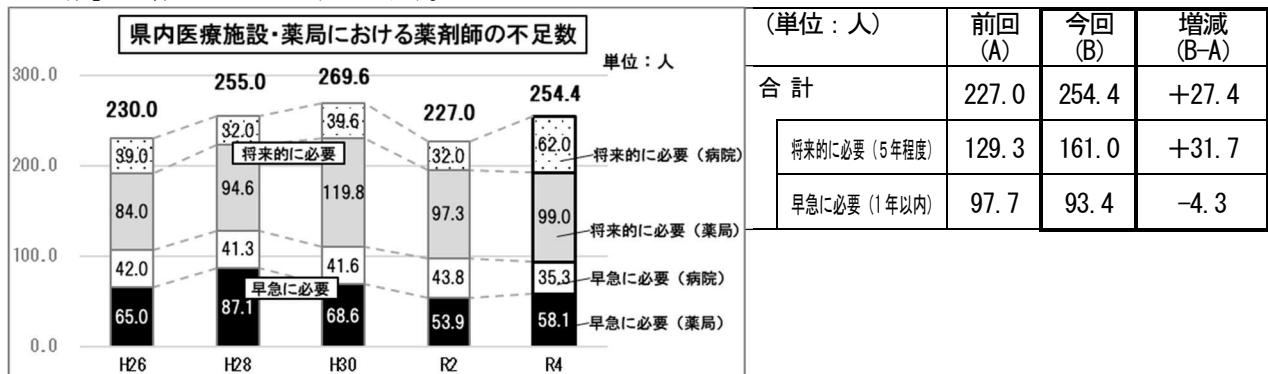 県内医療施設・薬局における薬剤師の不足数
単位：人
300.0
200.0
100.0
0.0
230.0
255.0
269.6
227.0
254.4
39.0
32.0
39.6
32.0
62.0
将来的に必要
将来的に必要（病院）
84.0
94.6
119.8
97.3
99.0
将来的に必要（薬局）
42.0
41.3
41.6
43.8
35.3
早急に必要
早急に必要（病院）
65.0
87.1
68.6
53.9
58.1
早急に必要（薬局）
H26
H28
H30
R2
R4
（単位：人） 前回(A) 今回(B) 増減(B-A)
合計 227.0 254.4 +27.4
将来的に必要（5年程度） 129.3 161.0 +31.7
早急に必要（1年以内） 97.7 93.4 -4.3